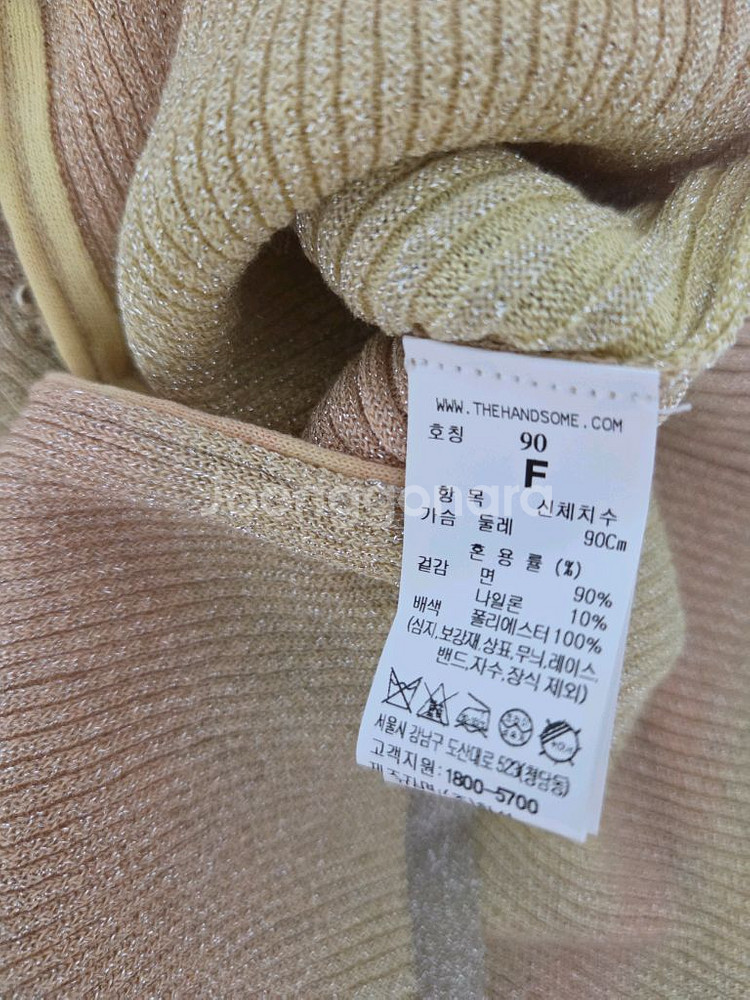 WWW.THEHANDSOME.COM
호칭 90
F
항 목 신체치수
가슴 둘레 90Cm
혼 용 률 (%)
겉감 면 90%
나일론 10%
배색 폴리에스터 100%
(심지,보강재,상표,무늬,레이스
밴드,자수,장식 제외)
서울시 강남구 도산대로 523(청담동)
고객지원:1800-5700
Joonggonara